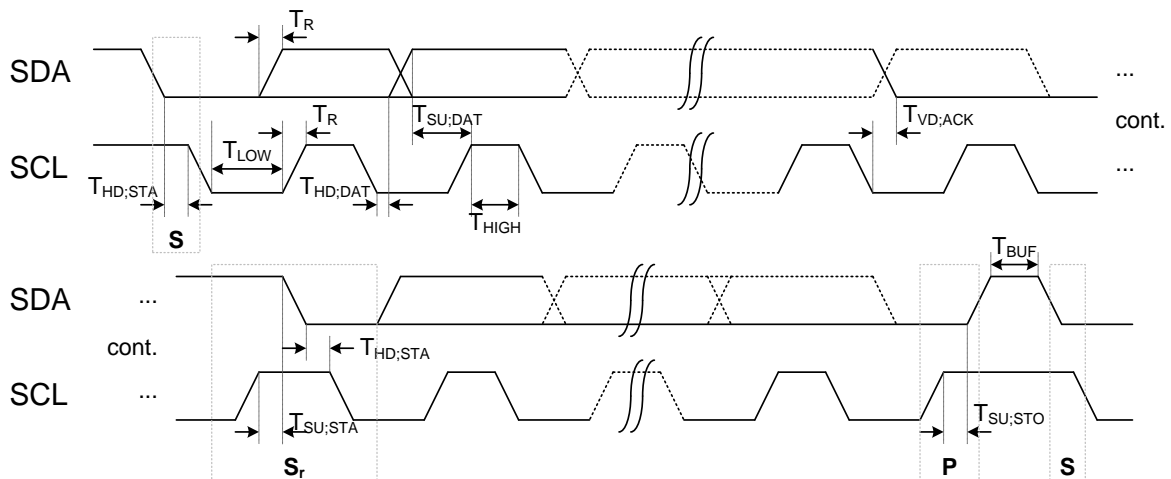 T_R
SDA
...
T_R
T_SU;DAT
T_VD;ACK
cont.
T_LOW
SCL
...
T_HD;STA
T_HD;DAT
T_HIGH
S
T_BUF
SDA
...
cont.
T_HD;STA
SCL
...
T_SU;STA
T_SU;STO
S_r
P
S